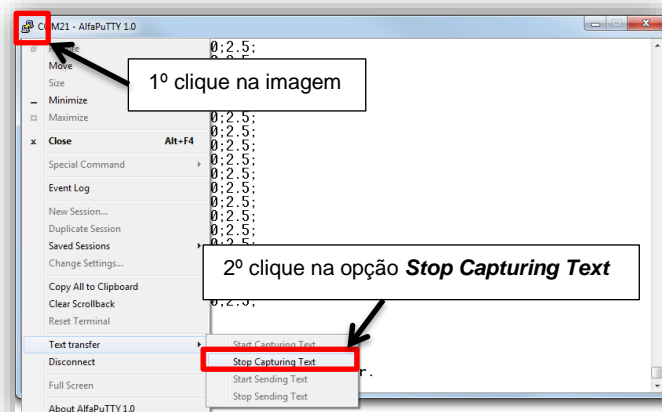 COM21 - AlfaPuTTY 1.0
0;2.5;
Move
1º clique na imagem
Size
Minimize
Maximize
0;2.5;
0;2.5;
Close Alt+F4
0;2.5;
0;2.5;
Special Command
0;2.5;
Event Log
0;2.5;
0;2.5;
New Session...
0;2.5;
Duplicate Session
0;2.5;
Saved Sessions
0;2.5;
Change Settings...
2º clique na opção Stop Capturing Text
Copy All to Clipboard
Clear Scrollback
0;2.5;
Reset Terminal
Text transfer
Start Capturing Text
Disconnect
Stop Capturing Text
r.
Full Screen
Start Sending Text
Stop Sending Text
About AlfaPuTTY 1.0